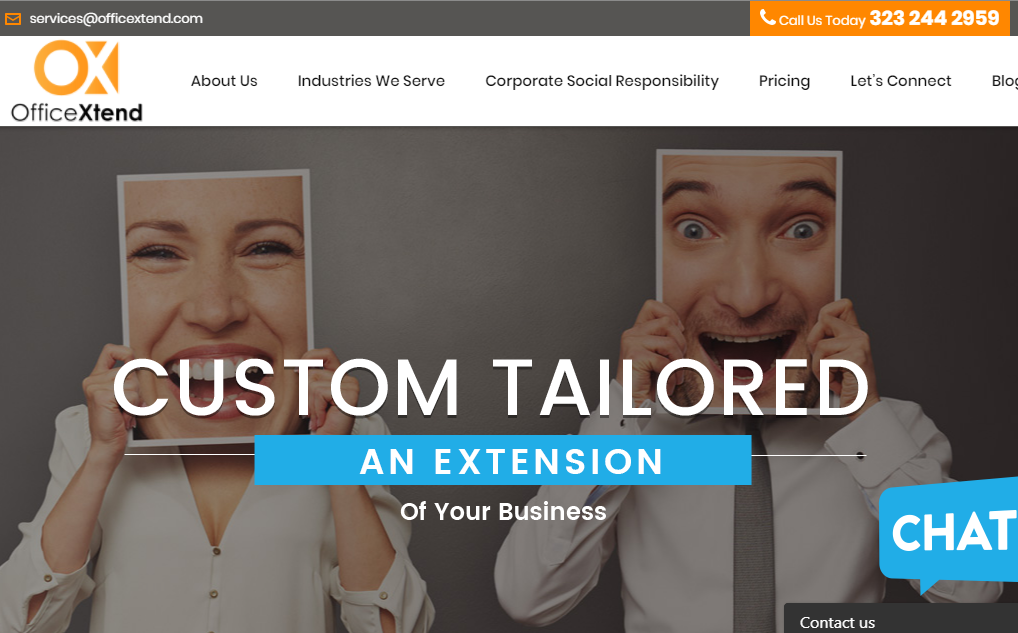 services@officextend.com
Call Us Today 323 244 2959
OX
OfficeXtend
About Us
Industries We Serve
Corporate Social Responsibility
Pricing
Let's Connect
CUSTOM TAILORED
AN EXTENSION
Of Your Business
CHAT
Contact us